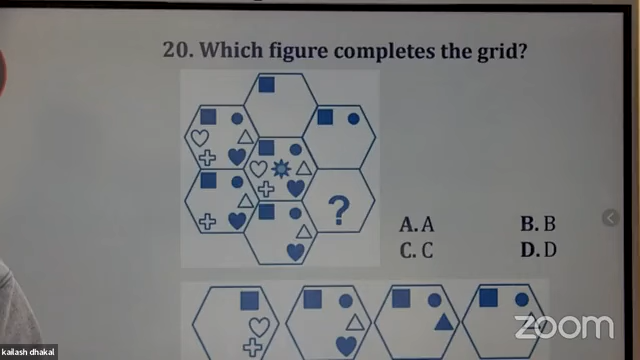 20. Which figure completes the grid?
?
A. A
B. B
C. C
D. D
zoom
kailash dhakal